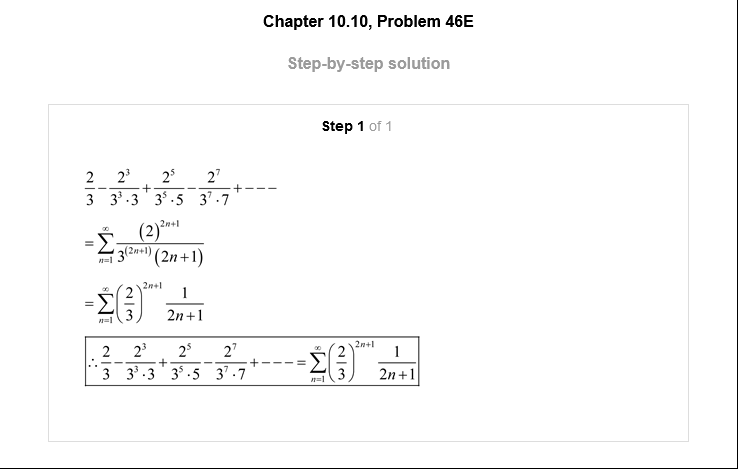 Chapter 10.10, Problem 46E
Step-by-step solution
Step 1 of 1
\frac{2}{3}-\frac{2^3}{3^3 \cdot 3}+\frac{2^5}{3^5 \cdot 5}-\frac{2^7}{3^7 \cdot 7}+---
=\sum_{n=1}^{\infty}\frac{(2)^{2n+1}}{3^{(2n+1)}(2n+1)}
=\sum_{n=1}^{\infty}\left(\frac{2}{3}\right)^{2n+1}\frac{1}{2n+1}
\therefore \frac{2}{3}-\frac{2^3}{3^3 \cdot 3}+\frac{2^5}{3^5 \cdot 5}-\frac{2^7}{3^7 \cdot 7}+---=\sum_{n=1}^{\infty}\left(\frac{2}{3}\right)^{2n+1}\frac{1}{2n+1}